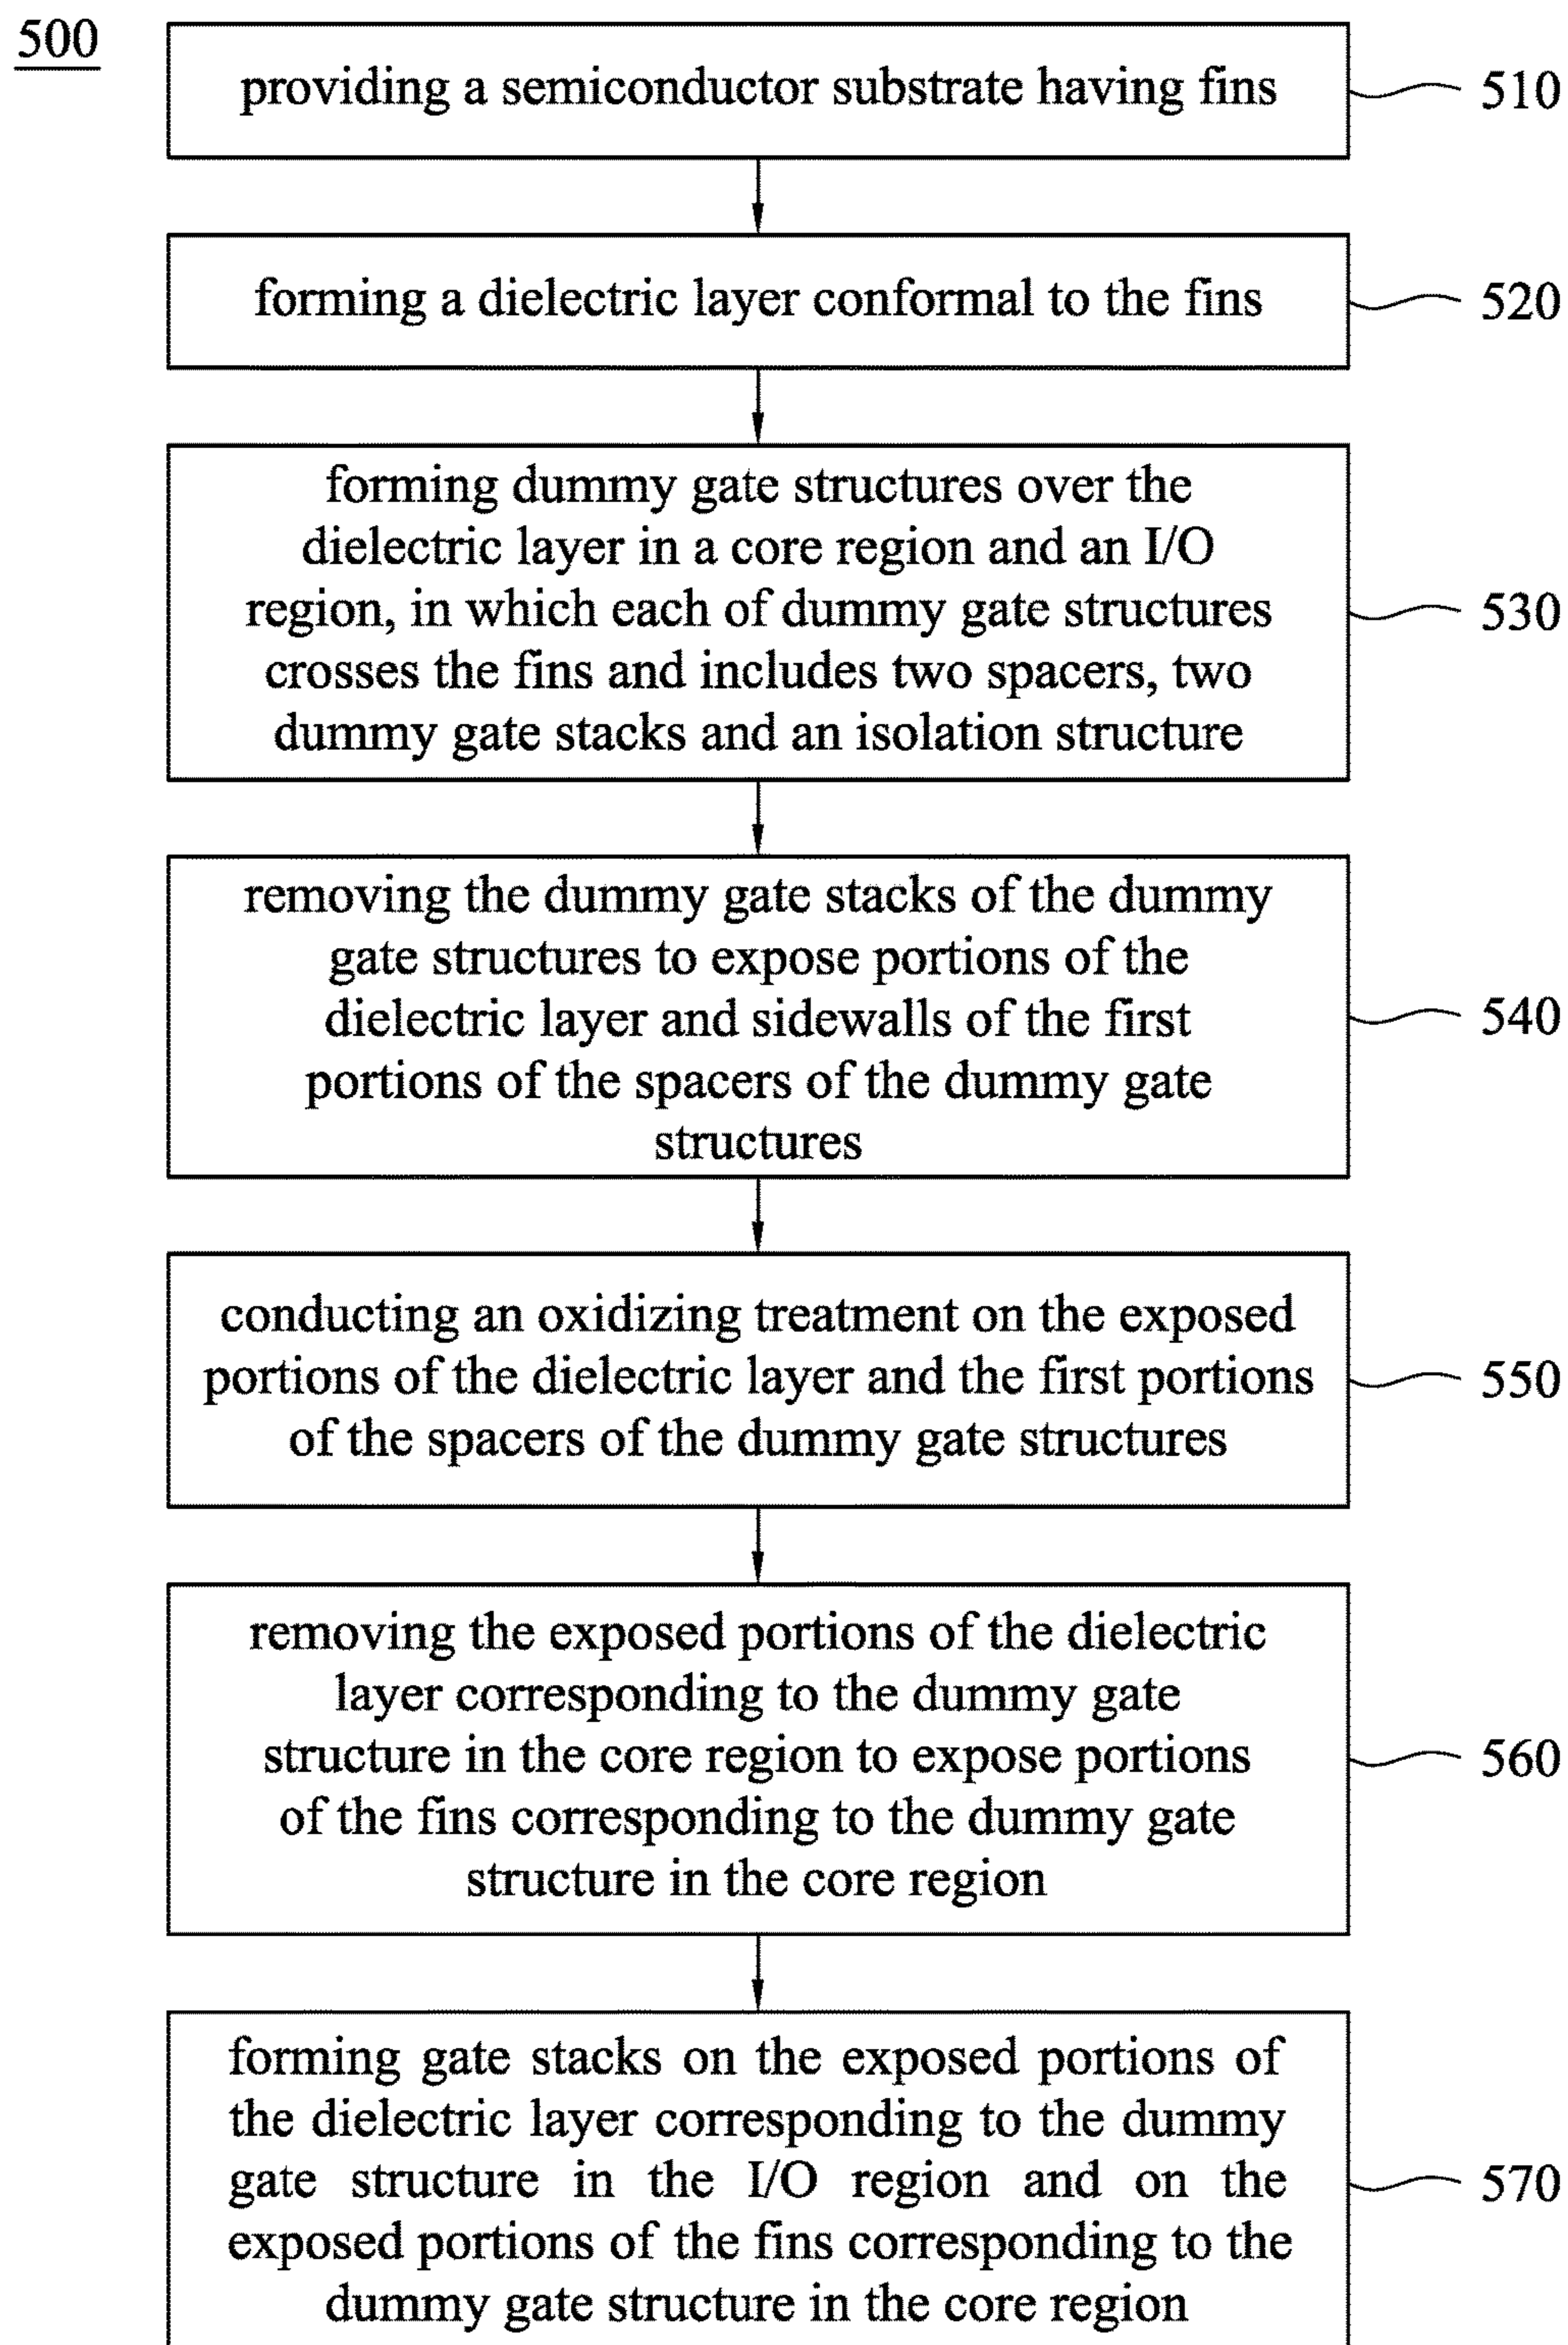 500
providing a semiconductor substrate having fins
510
forming a dielectric layer conformal to the fins
520
forming dummy gate structures over the
dielectric layer in a core region and an I/O
region, in which each of dummy gate structures
crosses the fins and includes two spacers, two
dummy gate stacks and an isolation structure
530
removing the dummy gate stacks of the dummy
gate structures to expose portions of the
dielectric layer and sidewalls of the first
portions of the spacers of the dummy gate
structures
540
conducting an oxidizing treatment on the exposed
portions of the dielectric layer and the first portions
of the spacers of the dummy gate structures
550
removing the exposed portions of the dielectric
layer corresponding to the dummy gate
structure in the core region to expose portions
of the fins corresponding to the dummy gate
structure in the core region
560
forming gate stacks on the exposed portions of
the dielectric layer corresponding to the dummy
gate structure in the I/O region and on the
exposed portions of the fins corresponding to the
dummy gate structure in the core region
570